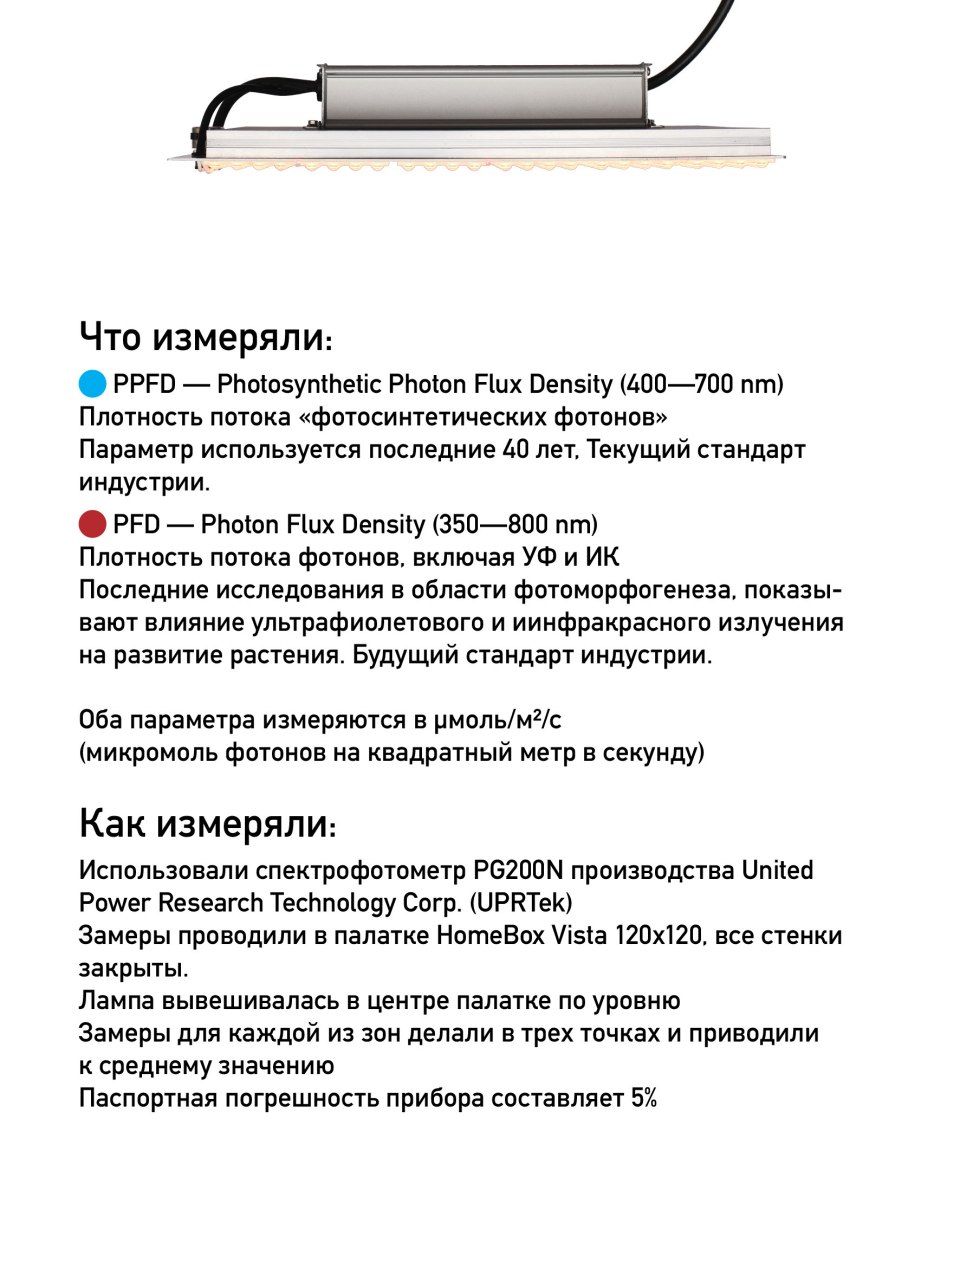 Что измеряли:
PPFD — Photosynthetic Photon Flux Density (400—700 nm)
Плотность потока «фотосинтетических фотонов»
Параметр используется последние 40 лет, Текущий стандарт
индустрии.
PFD — Photon Flux Density (350—800 nm)
Плотность потока фотонов, включая УФ и ИК
Последние исследования в области фотоморфогенеза, показы-
вают влияние ультрафиолетового и иинфракрасного излучения
на развитие растения. Будущий стандарт индустрии.
Оба параметра измеряются в µмоль/м²/с
(микромоль фотонов на квадратный метр в секунду)
Как измеряли:
Использовали спектрофотометр PG200N производства United
Power Research Technology Corp. (UPRTek)
Замеры проводили в палатке HomeBox Vista 120x120, все стенки
закрыты.
Лампа вывешивалась в центре палатке по уровню
Замеры для каждой из зон делали в трех точках и приводили
к среднему значению
Паспортная погрешность прибора составляет 5%